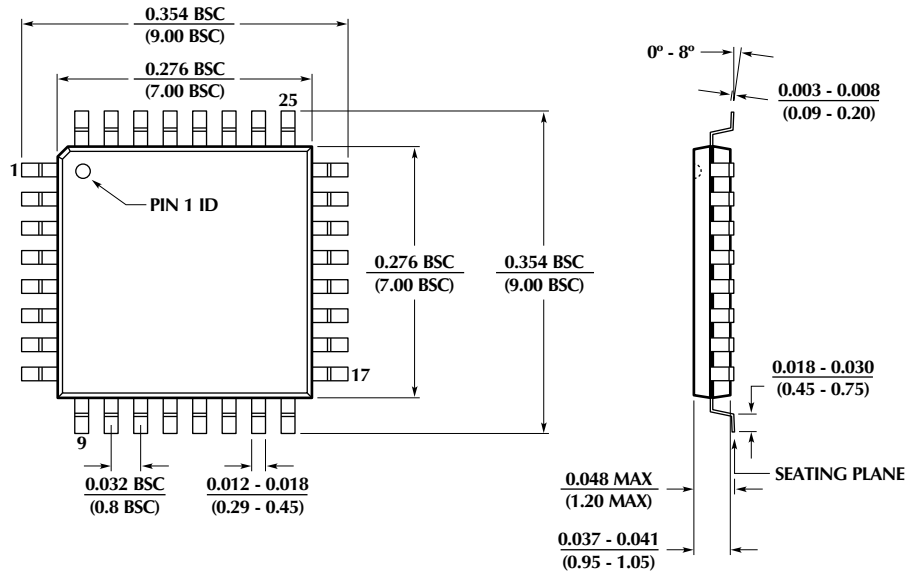 0.354 BSC
(9.00 BSC)
0.276 BSC
(7.00 BSC)
25
1
PIN 1 ID
0.276 BSC
(7.00 BSC)
0.354 BSC
(9.00 BSC)
17
9
0.032 BSC
(0.8 BSC)
0.012 - 0.018
(0.29 - 0.45)
0º - 8º
0.003 - 0.008
(0.09 - 0.20)
0.018 - 0.030
(0.45 - 0.75)
SEATING PLANE
0.048 MAX
(1.20 MAX)
0.037 - 0.041
(0.95 - 1.05)